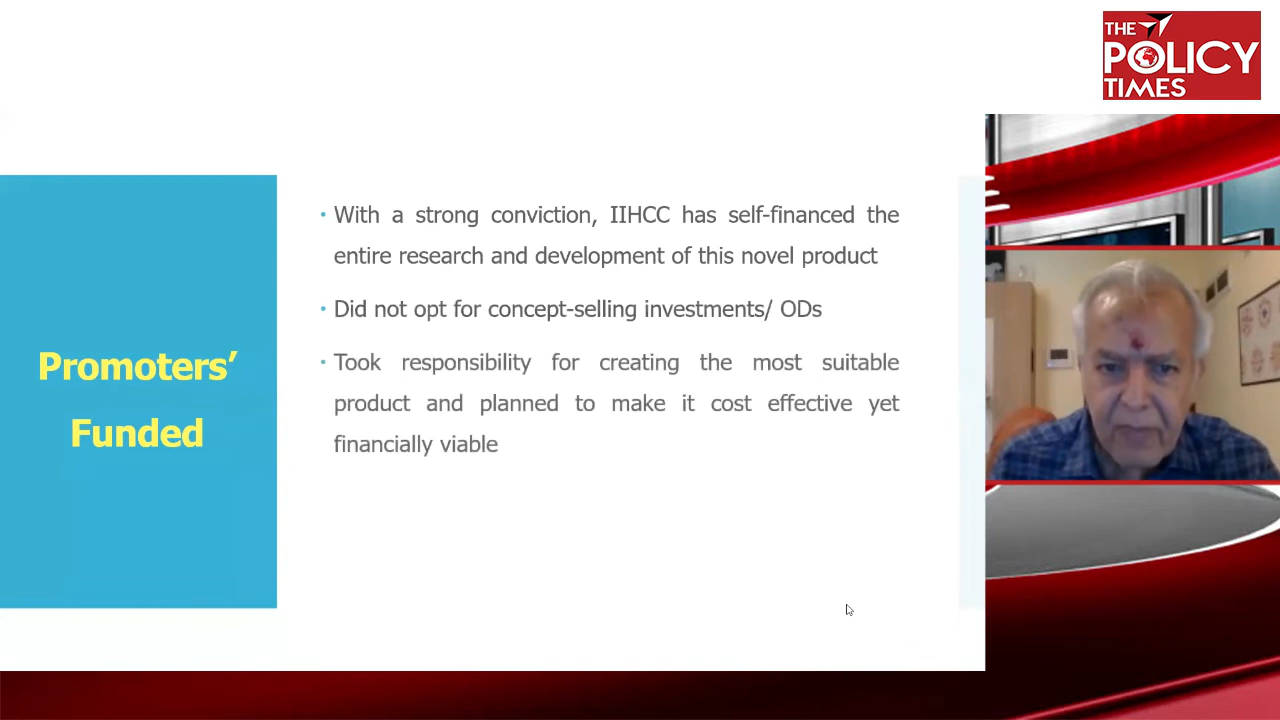 THE
POLICY
TIMES
Promoters’
Funded
• With a strong conviction, IIHCC has self-financed the
entire research and development of this novel product
• Did not opt for concept-selling investments/ ODs
• Took responsibility for creating the most suitable
product and planned to make it cost effective yet
financially viable